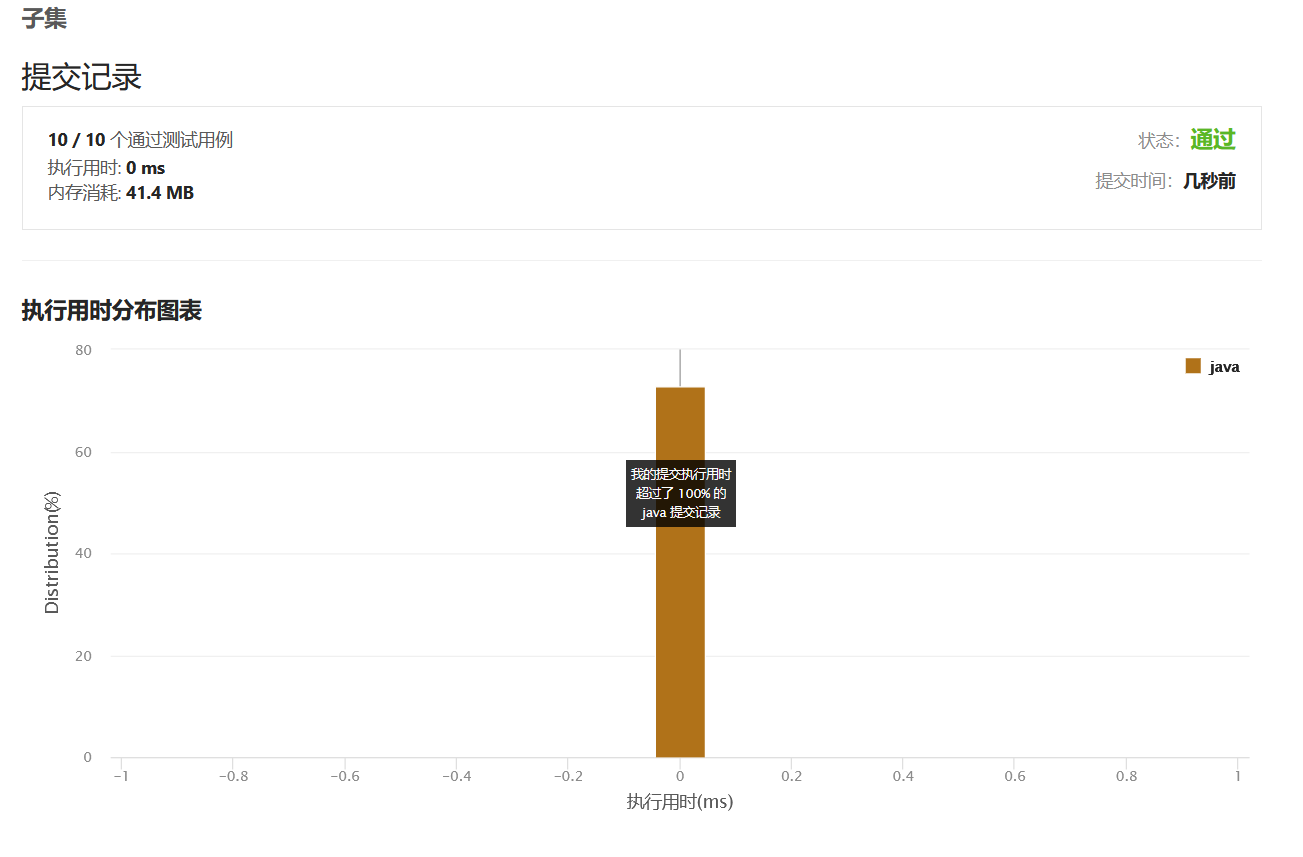 子集
提交记录
10 / 10 个通过测试用例
状态：通过
执行用时: 0 ms
提交时间：几秒前
内存消耗: 41.4 MB
执行用时分布图表
80
java
60
我的提交执行用时
超过了 100% 的
java 提交记录
Distribution(%)
40
20
0
-1
-0.8
-0.6
-0.4
-0.2
0
0.2
0.4
0.6
0.8
1
执行用时(ms)